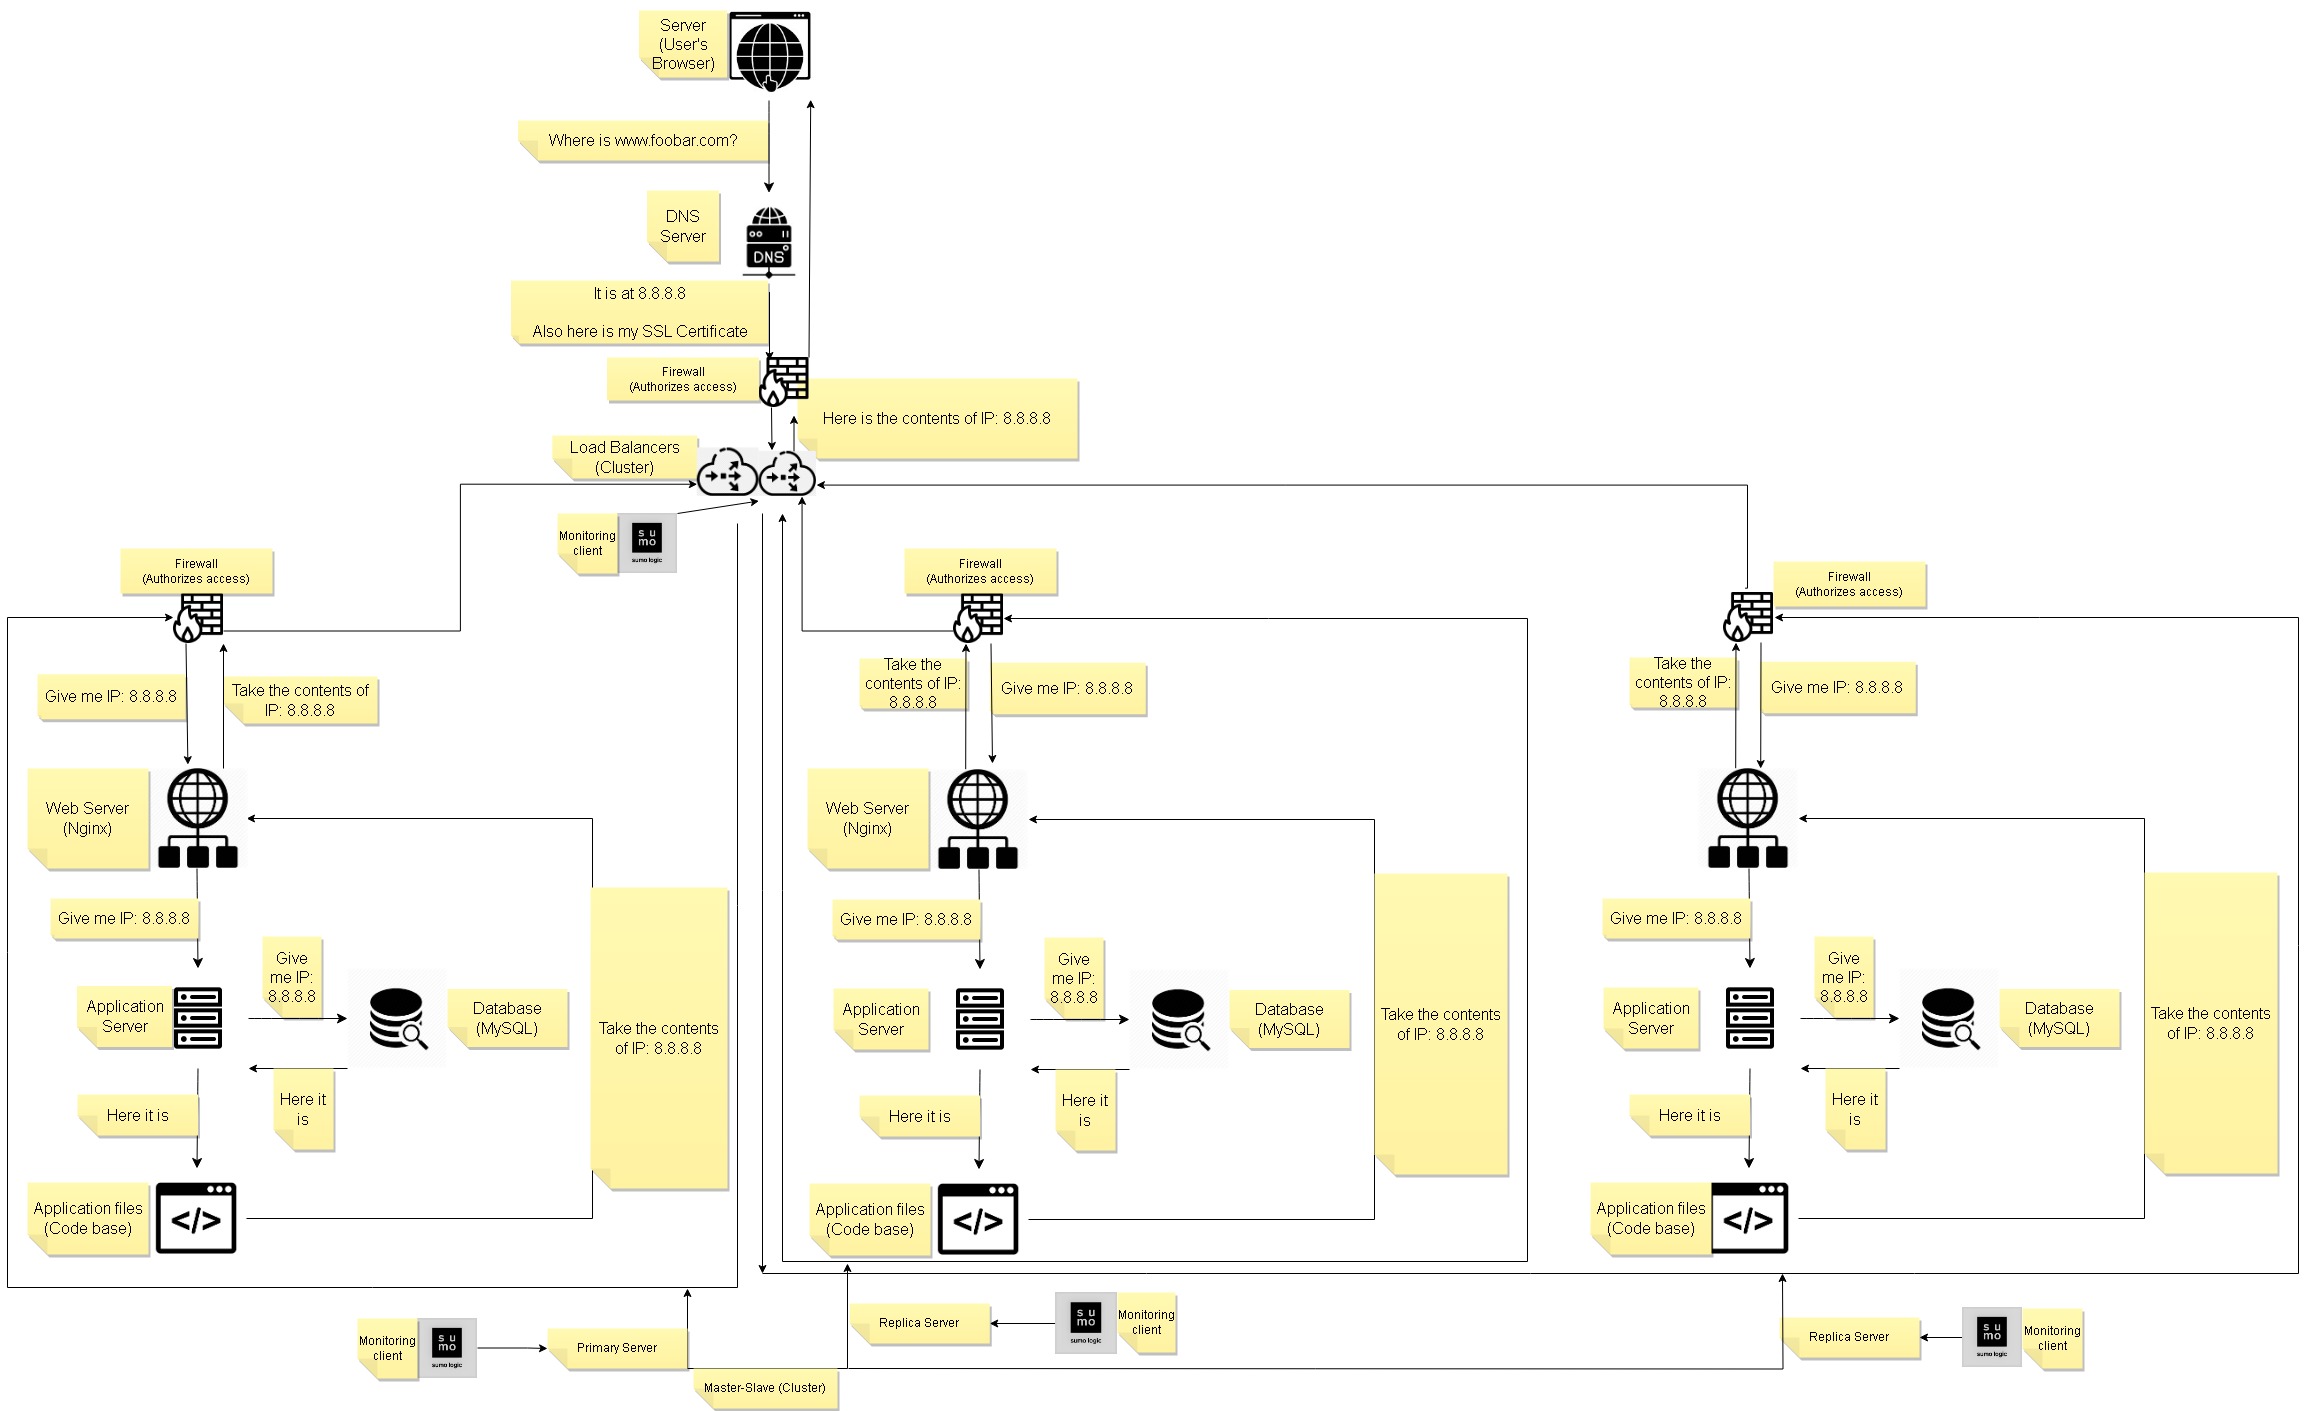 Server
(User's
Browser)
Where is www.foobar.com?
DNS
Server
DNS
It is at 8.8.8.8
Also here is my SSL Certificate
Firewall
(Authorizes access)
Here is the contents of IP: 8.8.8.8
Load Balancers
(Cluster)
Monitoring
client
su
mo
sumo logic
Firewall
(Authorizes access)
Give me IP: 8.8.8.8
Take the contents of
IP: 8.8.8.8
Web Server
(Nginx)
Give me IP: 8.8.8.8
Give
me IP:
8.8.8.8
Application
Server
Database
(MySQL)
Here it is
Here it
is
Take the contents
of IP: 8.8.8.8
Application files
(Code base)
</>
Firewall
(Authorizes access)
Take the
contents of IP:
8.8.8.8
Give me IP: 8.8.8.8
Web Server
(Nginx)
Give me IP: 8.8.8.8
Give
me IP:
8.8.8.8
Application
Server
Database
(MySQL)
Here it is
Here it
is
Take the contents
of IP: 8.8.8.8
Application files
(Code base)
</>
Firewall
(Authorizes access)
Take the
contents of IP:
8.8.8.8
Give me IP: 8.8.8.8
Give me IP: 8.8.8.8
Give
me IP:
8.8.8.8
Application
Server
Database
(MySQL)
Here it is
Here it
is
Take the contents
of IP: 8.8.8.8
Application files
(Code base)
</>
Monitoring
client
su
mo
sumo logic
Primary Server
Replica Server
su
mo
sumo logic
Monitoring
client
Replica Server
su
mo
sumo logic
Monitoring
client
Master-Slave (Cluster)